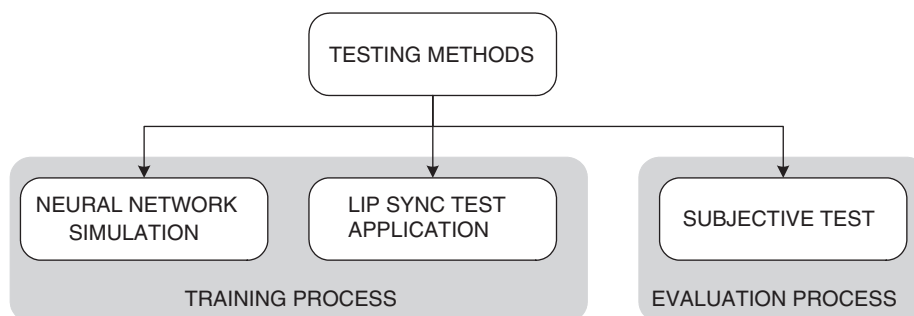 TESTING METHODS
NEURAL NETWORK
SIMULATION
LIP SYNC TEST
APPLICATION
SUBJECTIVE TEST
TRAINING PROCESS
EVALUATION PROCESS